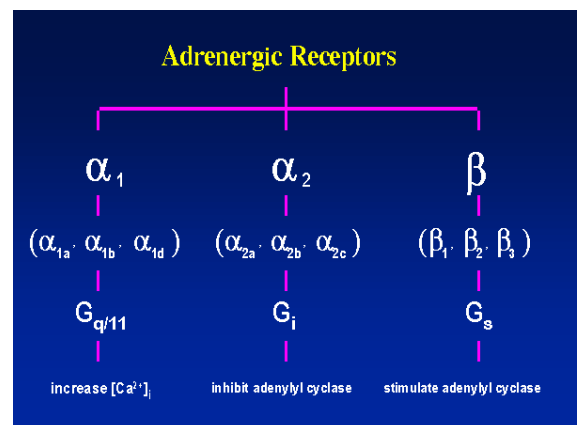 Adrenergic Receptors
α₁ α₂ β
(α₁ₐ, α₁b, α₁d) (α₂ₐ, α₂b, α₂c) (β₁, β₂, β₃)
Gq/11 Gi Gs
increase [Ca²⁺]ᵢ inhibit adenylyl cyclase stimulate adenylyl cyclase